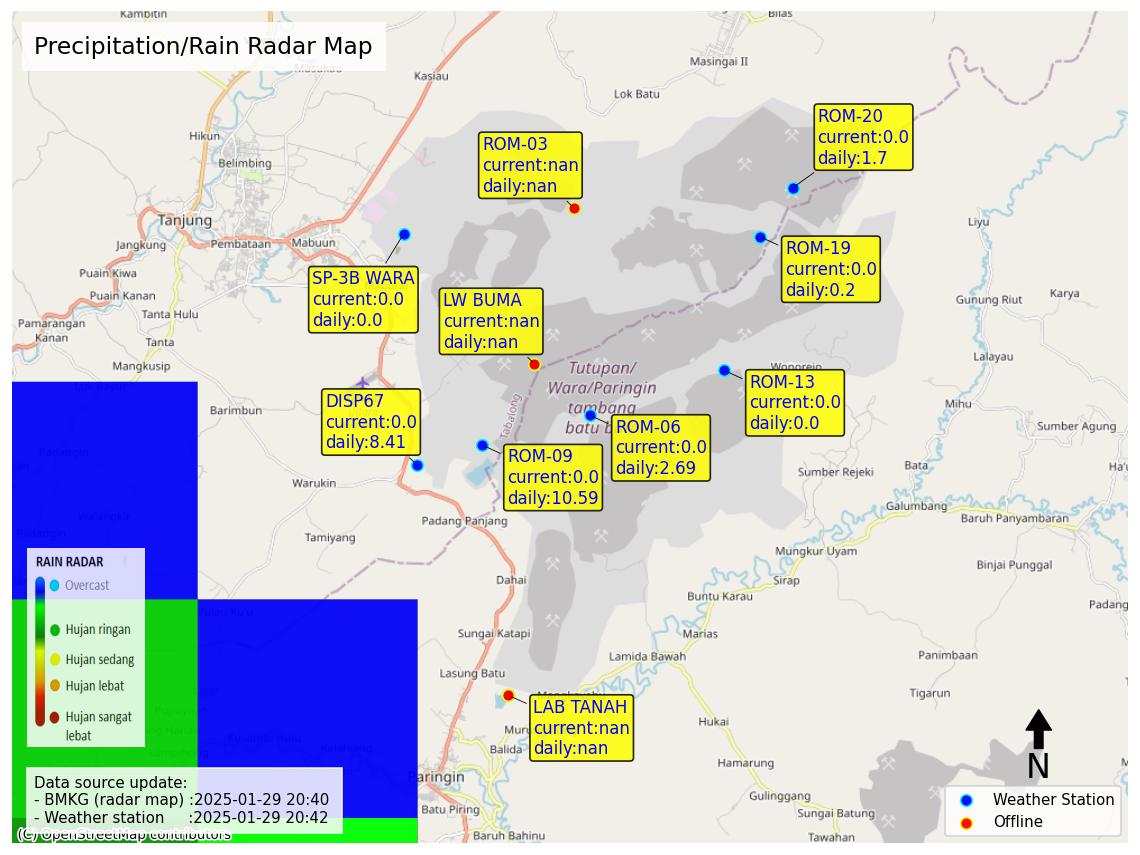 Precipitation/Rain Radar Map
Kambitin
Bilas
Masingai II
Kasiau
Lok Batu
ROM-20
current:0.0
daily:1.7
ROM-03
current:nan
daily:nan
Hikun
Belimbing
Tanjung
Liyu
Jangkung
Pembataan
Mabuun
ROM-19
current:0.0
daily:0.2
Puain Kiwa
SP-3B WARA
current:0.0
daily:0.0
LW BUMA
current:nan
daily:nan
Puain Kanan
Gunung Riut
Karya
Tanta Hulu
Pamarangan
Kanan
Tanta
Mangkusip
Lalayau
Tutupan/
Wara/Paringin
tambang
batu b
Wonorejo
ROM-13
current:0.0
daily:0.0
DISP67
current:0.0
daily:8.41
Tabalong
Barimbun
Mihu
ROM-06
current:0.0
daily:2.69
Sumber Agung
ROM-09
current:0.0
daily:10.59
Warukin
Sumber Rejeki
Bata
Ha'u
Galumbang
Padang Panjang
Baruh Panyambaran
Tamiyang
Mungkur Uyam
Binjai Punggal
Dahai
Sirap
Buntu Karau
Padang
Sungai Katapi
Marias
Lamida Bawah
Panimbaan
Lasung Batu
Tigarun
LAB TANAH
current:nan
daily:nan
Muru
Balida
Hukai
Hamarung
Paringin
Gulinggang
Batu Piring
Sungai Batung
Baruh Bahinu
Tawahan
RAIN RADAR
Overcast
Hujan ringan
Hujan sedang
Hujan lebat
Hujan sangat
lebat
Data source update:
- BMKG (radar map) :2025-01-29 20:40
- Weather station :2025-01-29 20:42
(C) OpenStreetMap contributors
N
Weather Station
Offline